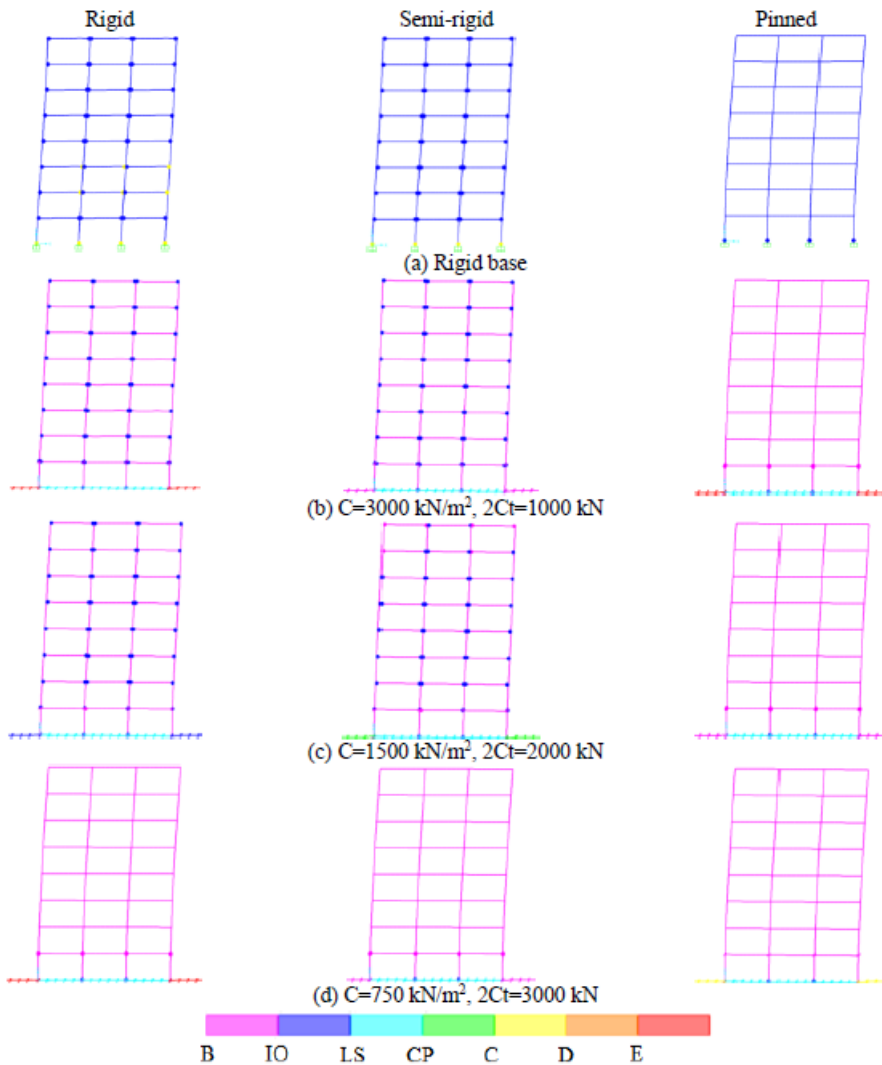 Rigid Semi-rigid Pinned
(a) Rigid base
(b) C=3000 kN/m², 2Ct=1000 kN
(c) C=1500 kN/m², 2Ct=2000 kN
(d) C=750 kN/m², 2Ct=3000 kN
B IO LS CP C D E